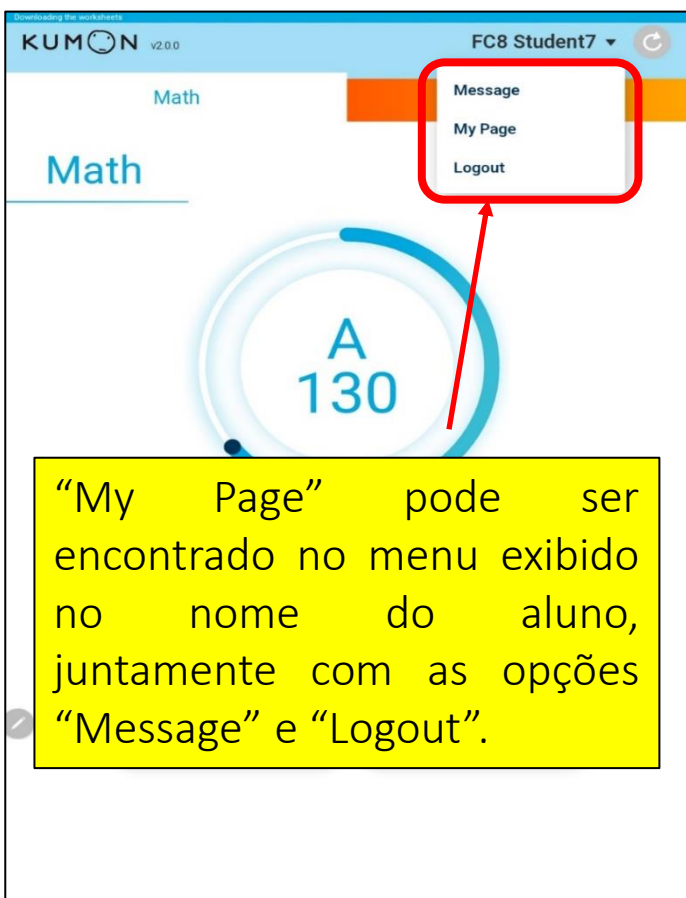 Downloading the worksheets
KUMON v2.0.0
FC8 Student7
Math
Message
My Page
Logout
Math
A
130
“My Page” pode ser
encontrado no menu exibido
no nome do aluno,
juntamente com as opções
“Message” e “Logout”.